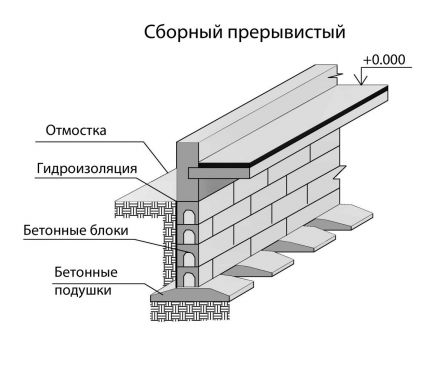 Сборный прерывистый
+0.000
Отмостка
Гидроизоляция
Бетонные блоки
Бетонные
подушки